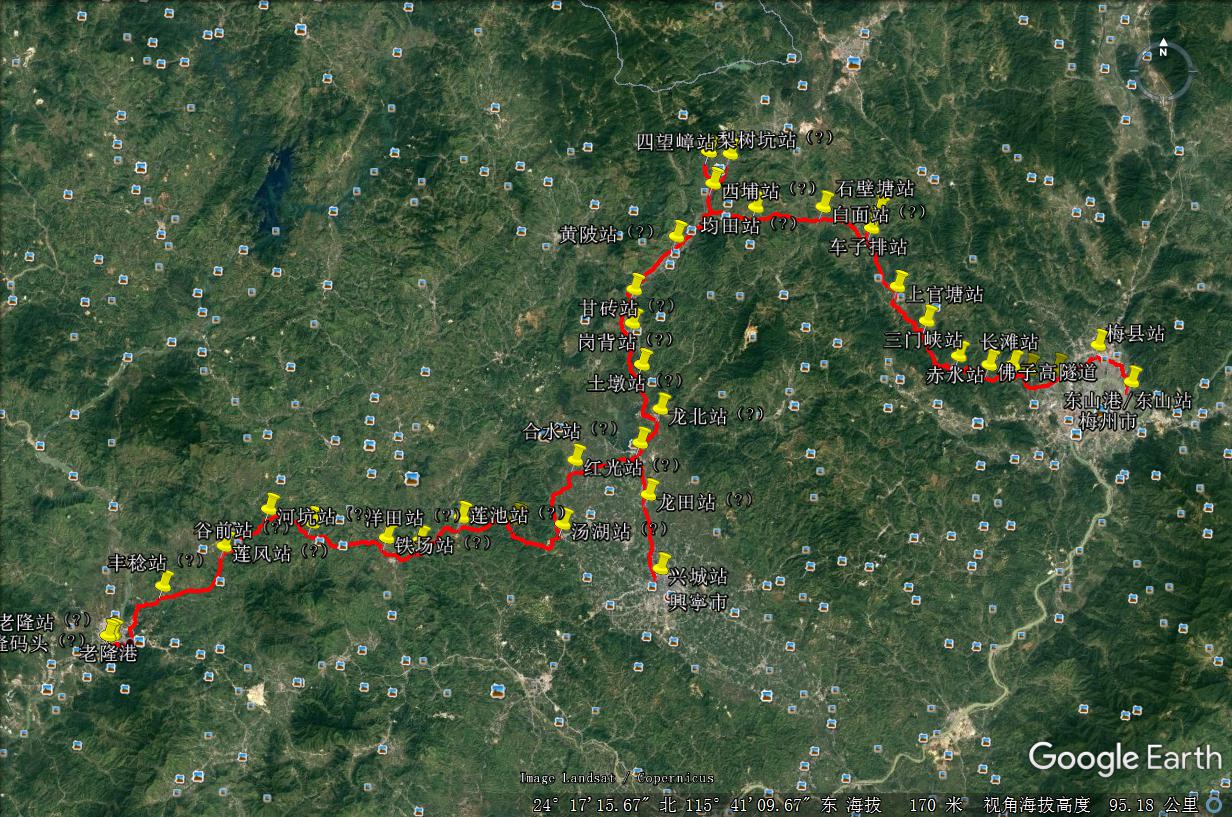 N
四望嶂站
梨树坑站（?）
西埔站（?）
石壁塘站
白面站（?）
均田站（?）
黄陂站（?）
车子排站
上官塘站
甘砖站（?）
岗背站（?）
三门峡站
长滩站
梅县站
赤水站
佛子高隧道
土墩站（?）
东山港/东山站
龙北站（?）
梅州市
合水站（?）
红光站（?）
龙田站（?）
谷前站（?）
河坑站（?）
洋田站（?）
莲池站（?）
汤湖站（?）
莲风站（?）
铁场站（?）
丰稔站（?）
兴城站
興寧市
老隆站（?）
隆码头（?）
老隆港
Google Earth
Image Landsat / Copernicus
24° 17′15.67″ 北 115° 41′09.67″ 东 海拔 170 米 视角海拔高度 95.18 公里